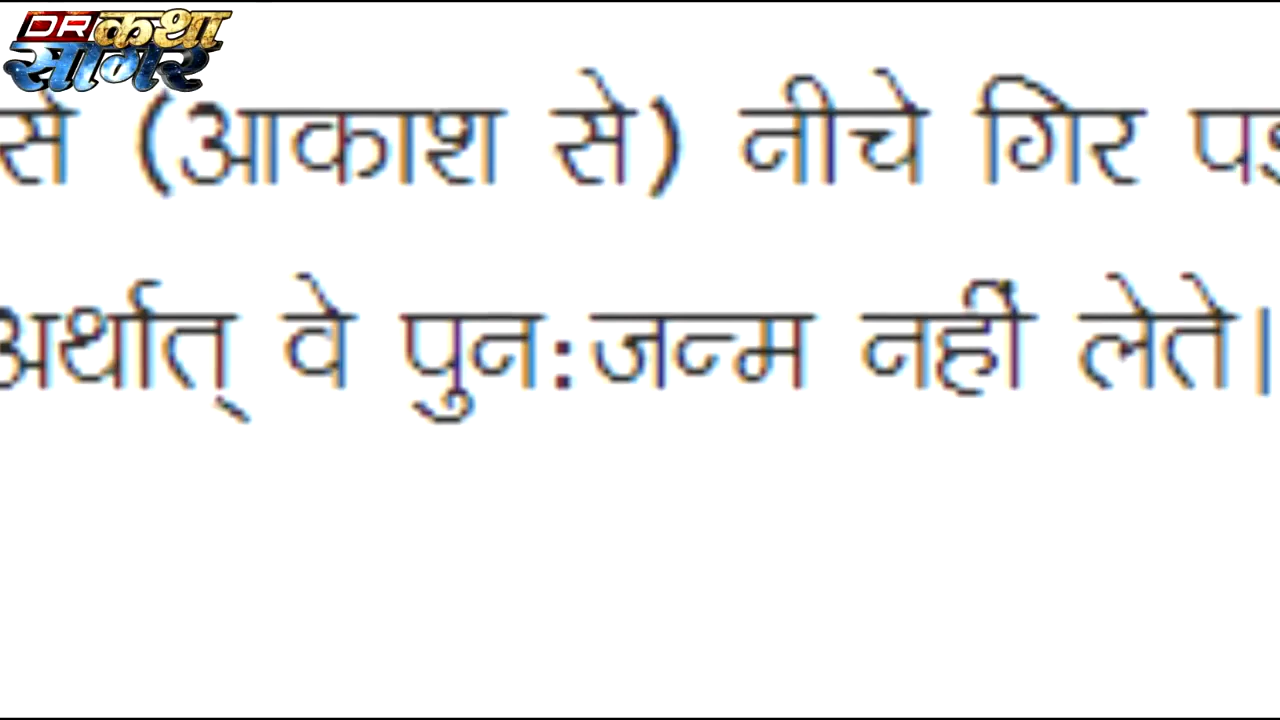 DR कथा
सागर
से (आकाश से) नीचे गिर
अर्थात् वे पुन:जन्म नहीं लेते।